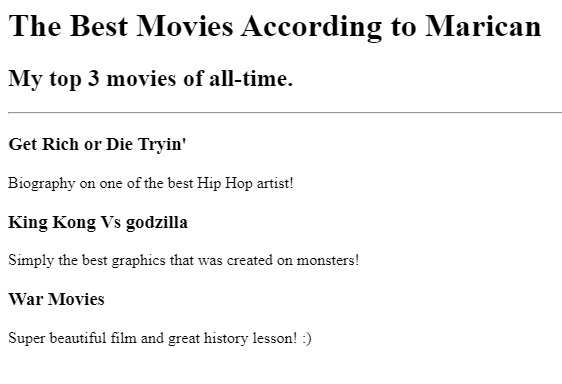 The Best Movies According to Marican
My top 3 movies of all-time.
Get Rich or Die Tryin'
Biography on one of the best Hip Hop artist!
King Kong Vs godzilla
Simply the best graphics that was created on monsters!
War Movies
Super beautiful film and great history lesson! :)